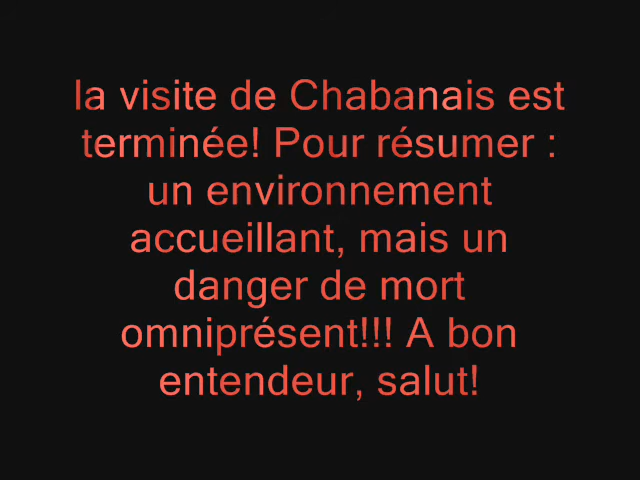 la visite de Chabanais est
terminée! Pour résumer :
un environnement
accueillant, mais un
danger de mort
omniprésent!!! A bon
entendeur, salut!